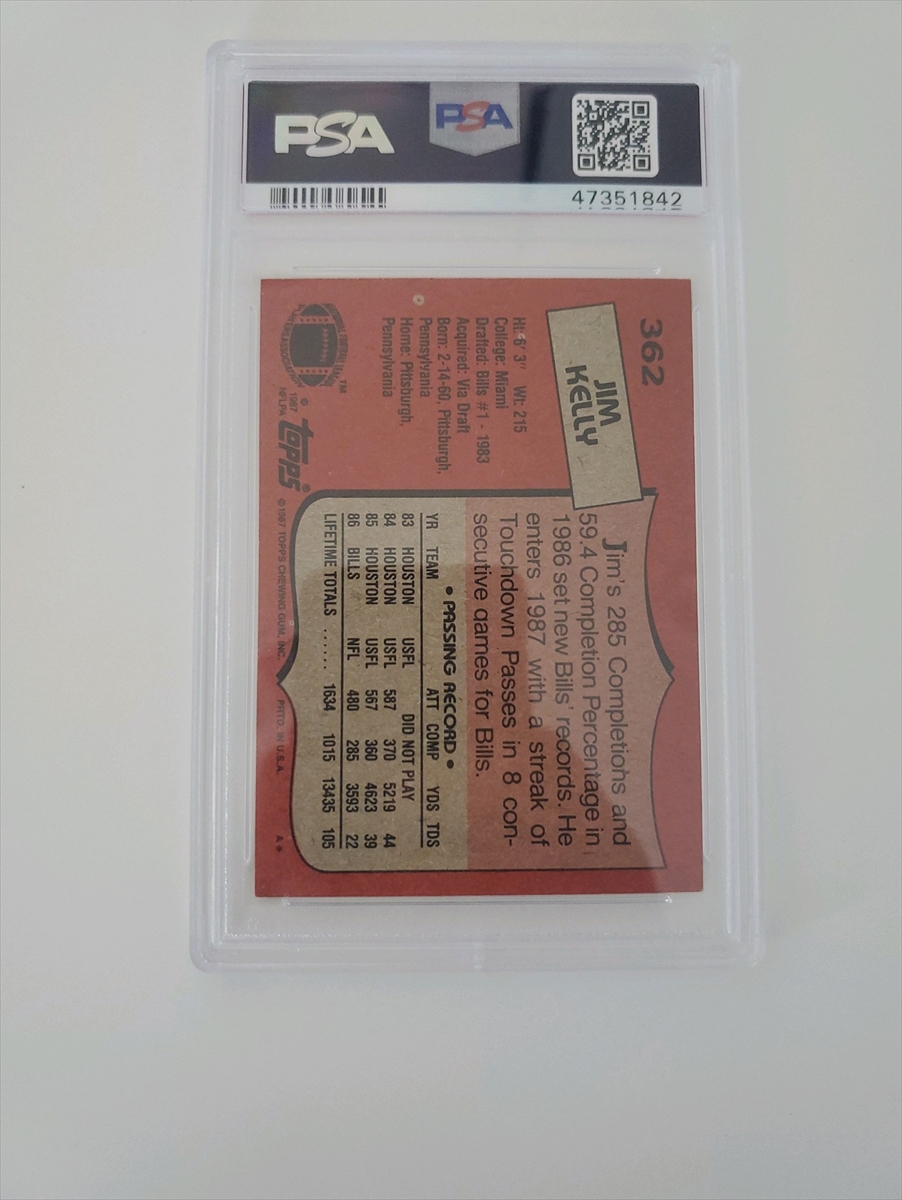 PSA
PSA
47351842
362
JIM
KELLY
Ht: 6' 3" Wt: 215
College: Miami
Drafted: Bills #1 - 1983
Acquired: Via Draft
Born: 2-14-60, Pittsburgh,
Pennsylvania
Home: Pittsburgh,
Pennsylvania
Jim's 285 Completions and
59.4 Completion Percentage in
1986 set new Bills' records. He
enters 1987 with a streak of
Touchdown Passes in 8 con-
secutive games for Bills.
• PASSING RECORD •
YR TEAM ATT COMP YDS TDS
83 HOUSTON USFL DID NOT PLAY
84 HOUSTON USFL 587 370 5219 44
85 HOUSTON USFL 567 360 4623 39
86 BILLS NFL 480 285 3593 22
LIFETIME TOTALS ...... 1634 1015 13435 105
TM
© 1987
NFLPA
topps®
© 1987 TOPPS CHEWING GUM, INC. PRTD. IN U.S.A. A*